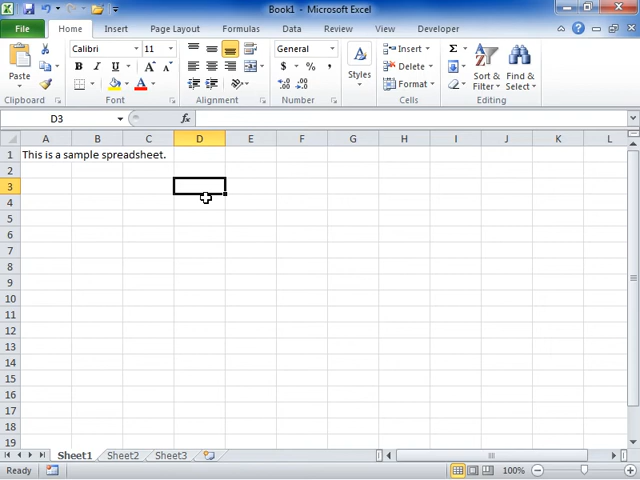 Book1 - Microsoft Excel
File Home Insert Page Layout Formulas Data Review View Developer
Calibri 11 General Insert Σ
Paste B I U A A $ % , Styles Delete Sort & Filter Find & Select
A Format
Clipboard Font Alignment Number Cells Editing
D3 fx
A B C D E F G H I J K L
1 This is a sample spreadsheet.
2
3
4
5
6
7
8
9
10
11
12
13
14
15
16
17
18
19
Sheet1 Sheet2 Sheet3
Ready 100%